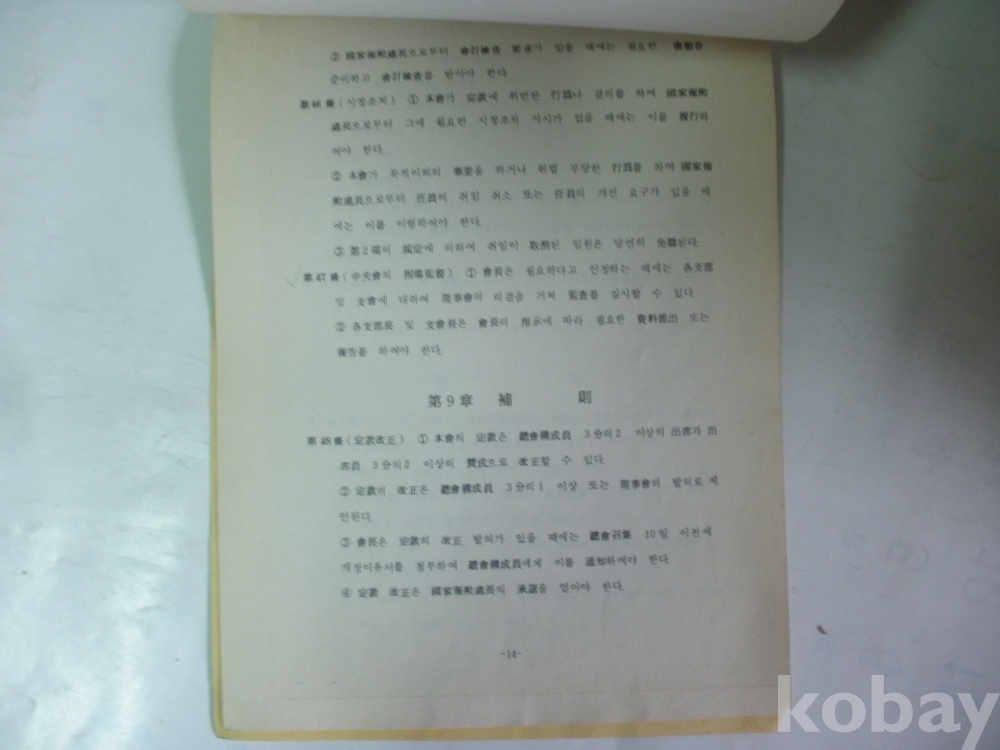 ② 國家報勳處長으로부터 會計檢査 要求가 있을 때에는 필요한 書類를
준비하고 會計檢査을 받아야 한다.
第46條(시정조치) ① 本會가 定款에 위반한 行爲나 결의를 하여 國家報勳
處長으로부터 그에 필요한 시정조치 지시가 있을 때에는 이를 履行하
여야 한다.
② 本會가 목적이외의 事業을 하거나 위법 부당한 行爲를 하여 國家報
勳處長으로부터 任員의 취임 취소 또는 任員의 개선 요구가 있을 때
에는 이를 이행하여야 한다.
③ 第2項의 規定에 의하여 취임이 取消된 임원은 당연히 免職된다.
第47條(中央會의 指導監督) ① 會長은 필요하다고 인정하는 때에는 各支部
및 支會에 대하여 理事會의 의결을 거쳐 監査를 실시할 수 있다.
② 各支部長 및 支會長은 會長의 指示에 따라 필요한 資料提出 또는
報告를 하여야 한다.
第9章 補 則
第48條(定款改正) ① 本會의 定款은 總會構成員 3分의2 이상의 出席과 出
席員 3分의2 이상의 贊成으로 改正할 수 있다.
② 定款의 改正은 總會構成員 3分의1 이상 또는 理事會의 발의로 제
안된다.
③ 會長은 定款의 改正 발의가 있을 때에는 總會召集 10일 이전에
개정이유서를 첨부하여 總會構成員에게 이를 通知하여야 한다.
④ 定款 改正은 國家報勳處長의 承認을 얻어야 한다.
-14-
kobay